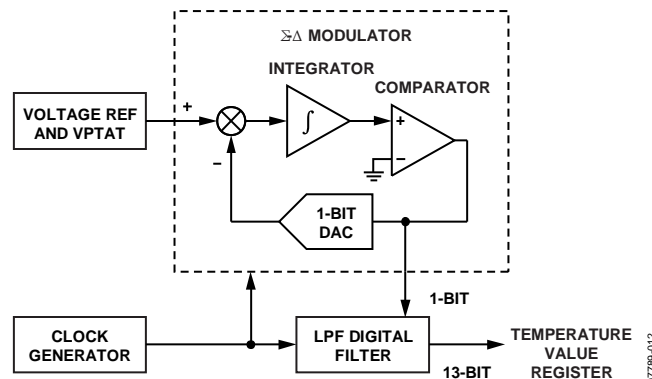 Σ-Δ MODULATOR
INTEGRATOR
COMPARATOR
VOLTAGE REF
AND VPTAT
+
−
∫
+
−
1-BIT
DAC
1-BIT
CLOCK
GENERATOR
LPF DIGITAL
FILTER
13-BIT
TEMPERATURE
VALUE
REGISTER